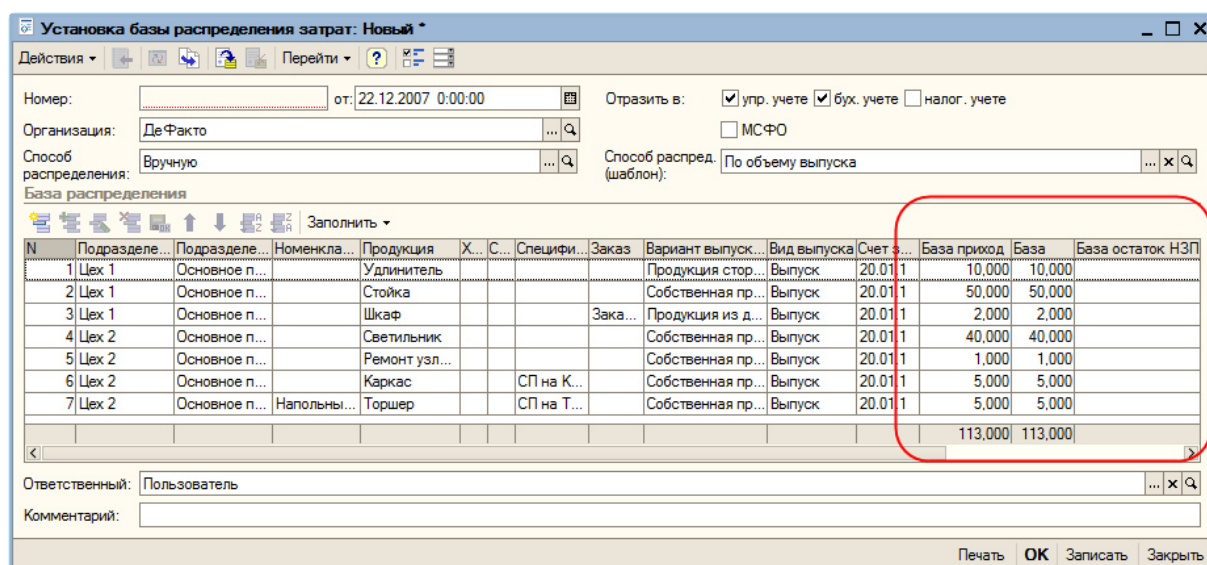 Установка базы распределения затрат: Новый *
Действия Перейти ?
Номер: от: 22.12.2007 0:00:00 Отразить в: упр. учете бух. учете налог. учете
Организация: ДеФакто ... МСФО
Способ распределения: Вручную ... Способ распред. (шаблон): По объему выпуска ... x
База распределения
Заполнить
N Подразделе... Подразделе... Номенкла... Продукция Х... С... Специфи... Заказ Вариант выпуск... Вид выпуска Счет з... База приход База База остаток НЗП
1 Цех 1 Основное п... Удлинитель Продукция стор... Выпуск 20.01.1 10,000 10,000
2 Цех 1 Основное п... Стойка Собственная пр... Выпуск 20.01.1 50,000 50,000
3 Цех 1 Основное п... Шкаф Зака... Продукция из д... Выпуск 20.01.1 2,000 2,000
4 Цех 2 Основное п... Светильник Собственная пр... Выпуск 20.01.1 40,000 40,000
5 Цех 2 Основное п... Ремонт узл... Собственная пр... Выпуск 20.01.1 1,000 1,000
6 Цех 2 Основное п... Каркас СП на К... Собственная пр... Выпуск 20.01.1 5,000 5,000
7 Цех 2 Основное п... Напольны... Торшер СП на Т... Собственная пр... Выпуск 20.01.1 5,000 5,000
113,000 113,000
Ответственный: Пользователь ... x
Комментарий:
Печать OK Записать Закрыть